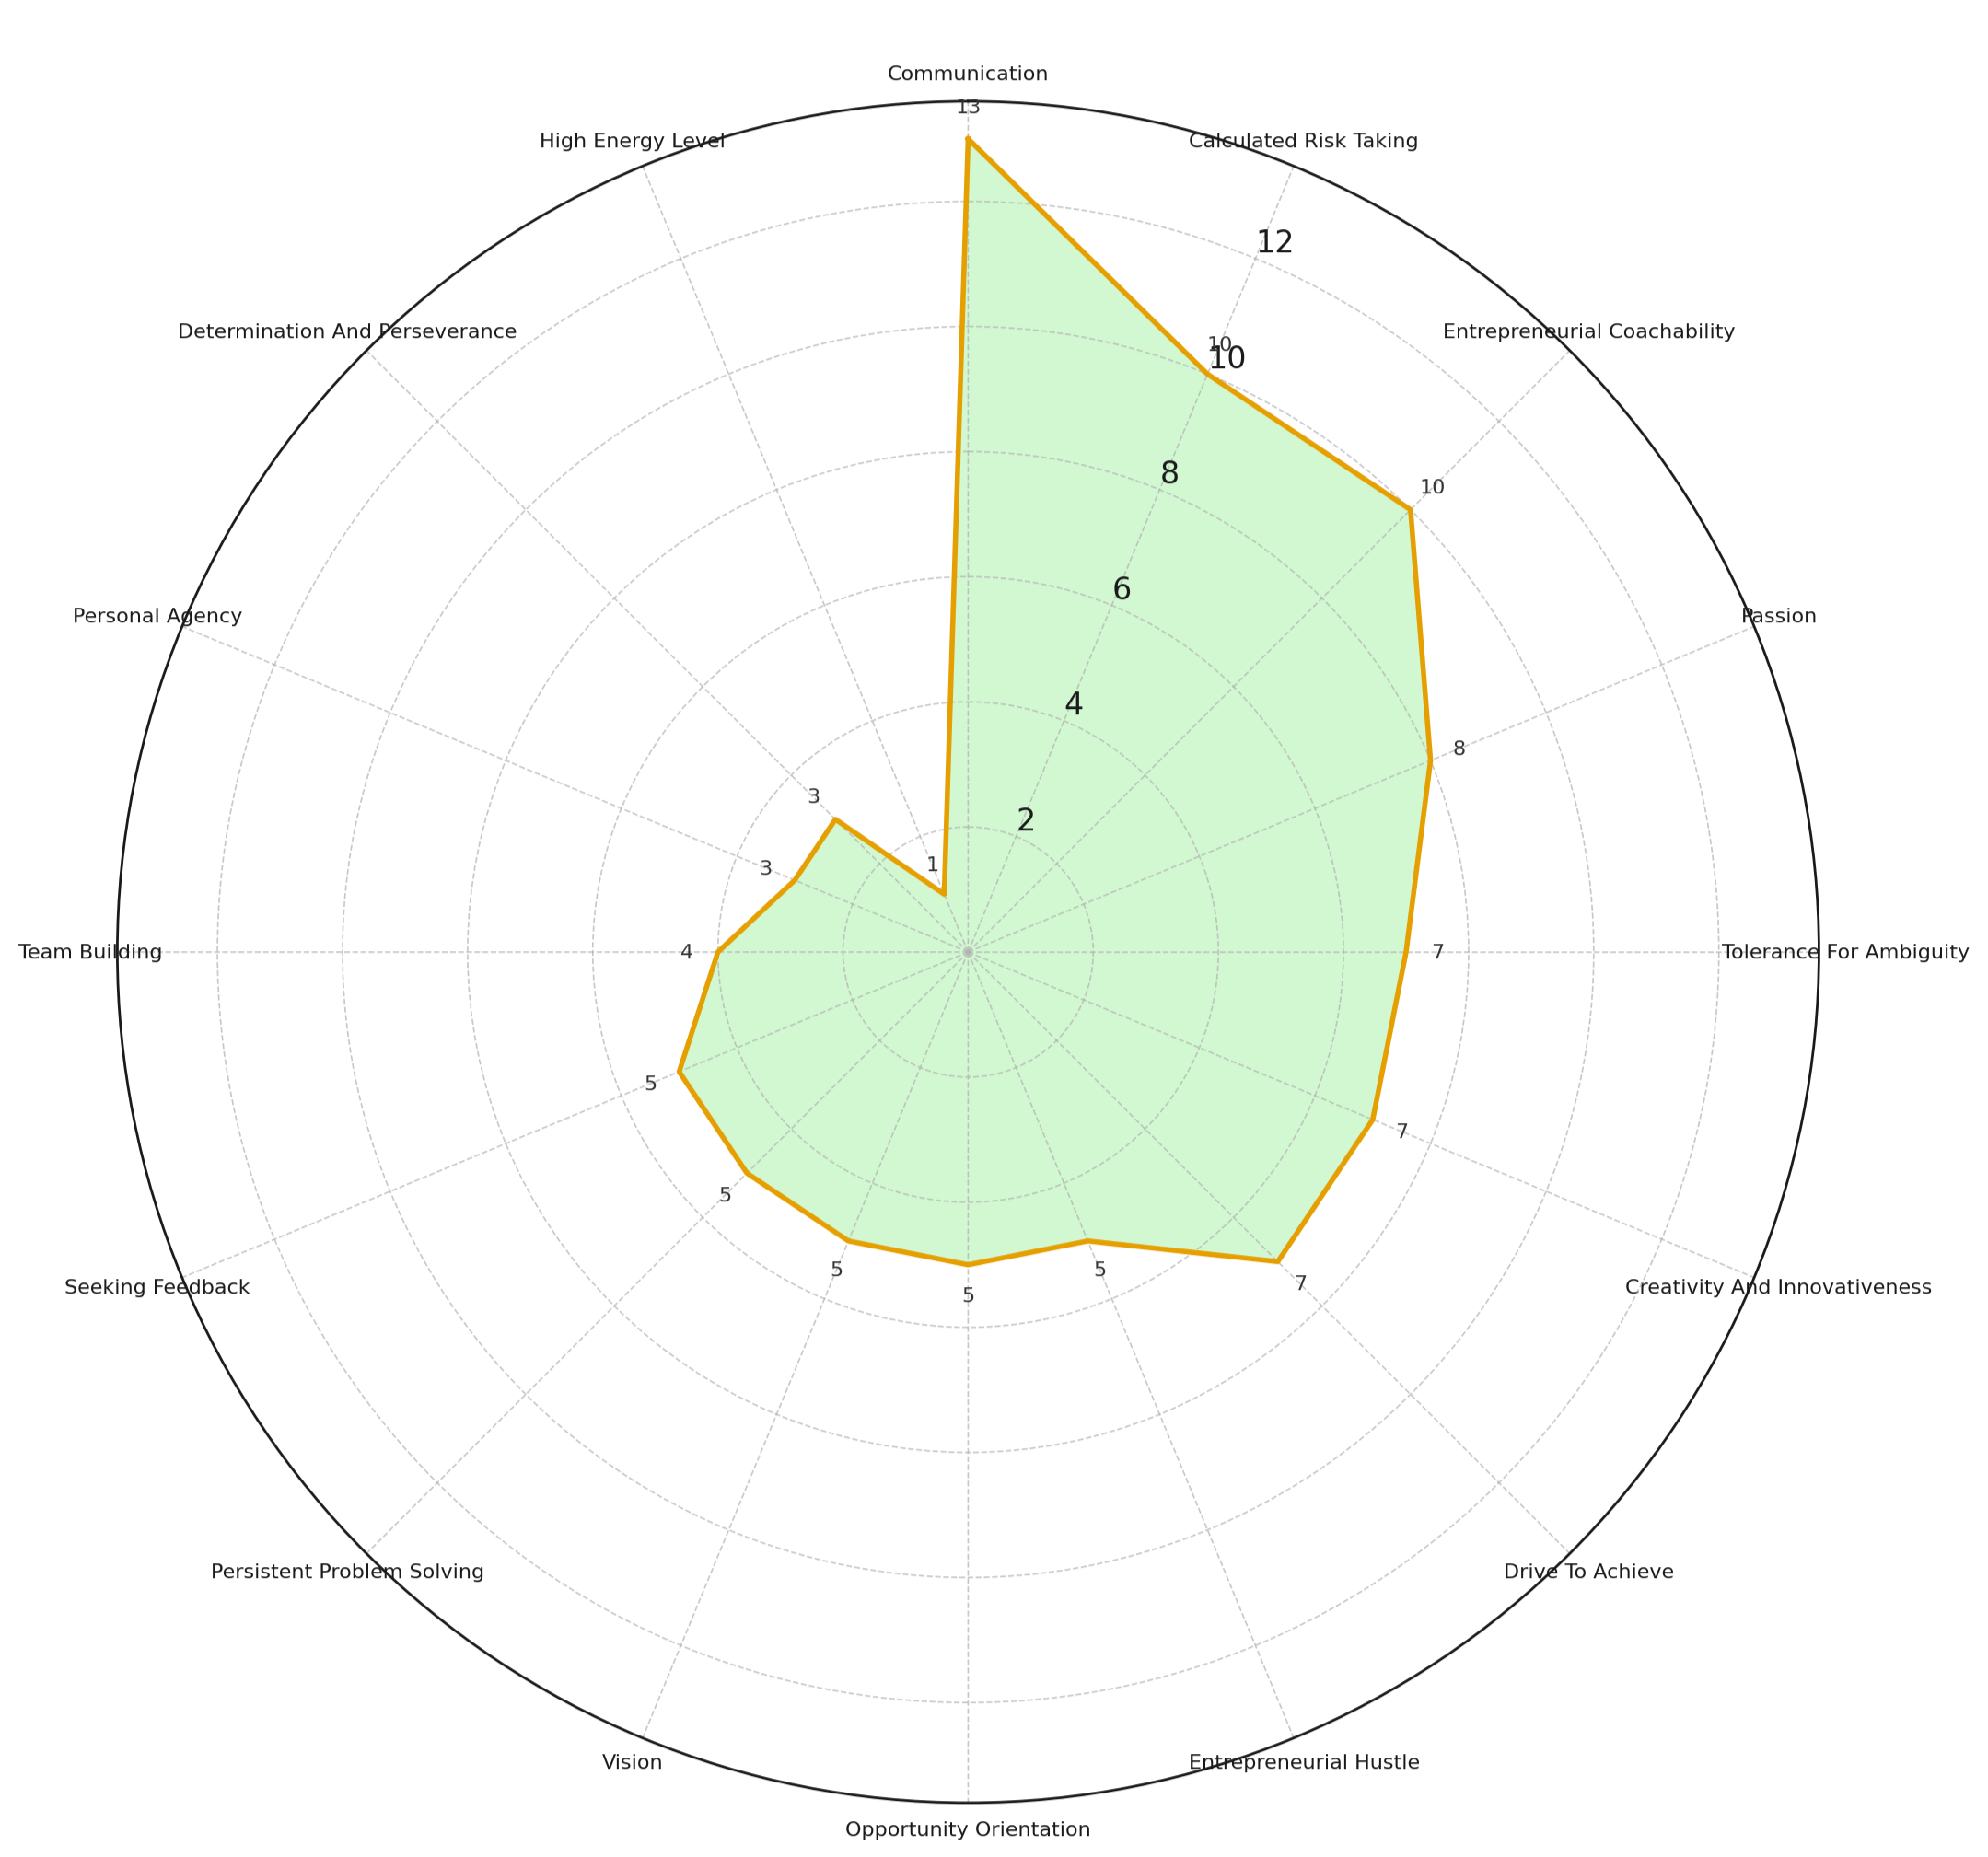 Communication
13
High Energy Level
Calculated Risk Taking
12
Determination And Perseverance
Entrepreneurial Coachability
10
10
8
10
6
Personal Agency
Passion
4
8
3
2
3
1
Team Building
4
7
Tolerance For Ambiguity
5
7
5
Seeking Feedback
5
5
5
7
Creativity And Innovativeness
Persistent Problem Solving
Drive To Achieve
Vision
Entrepreneurial Hustle
Opportunity Orientation